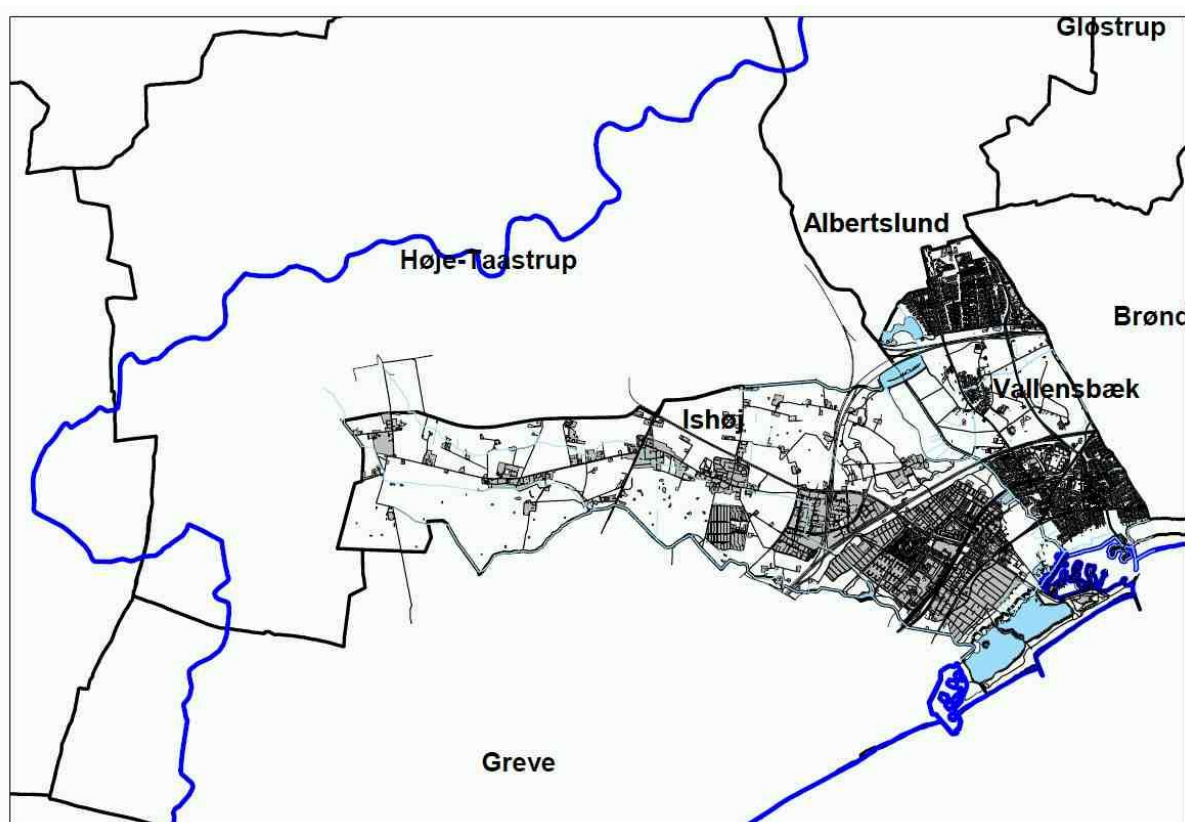 Glostrup
Albertslund
Høje-Taastrup
Brønd
Vallensbæk
Ishøj
Greve